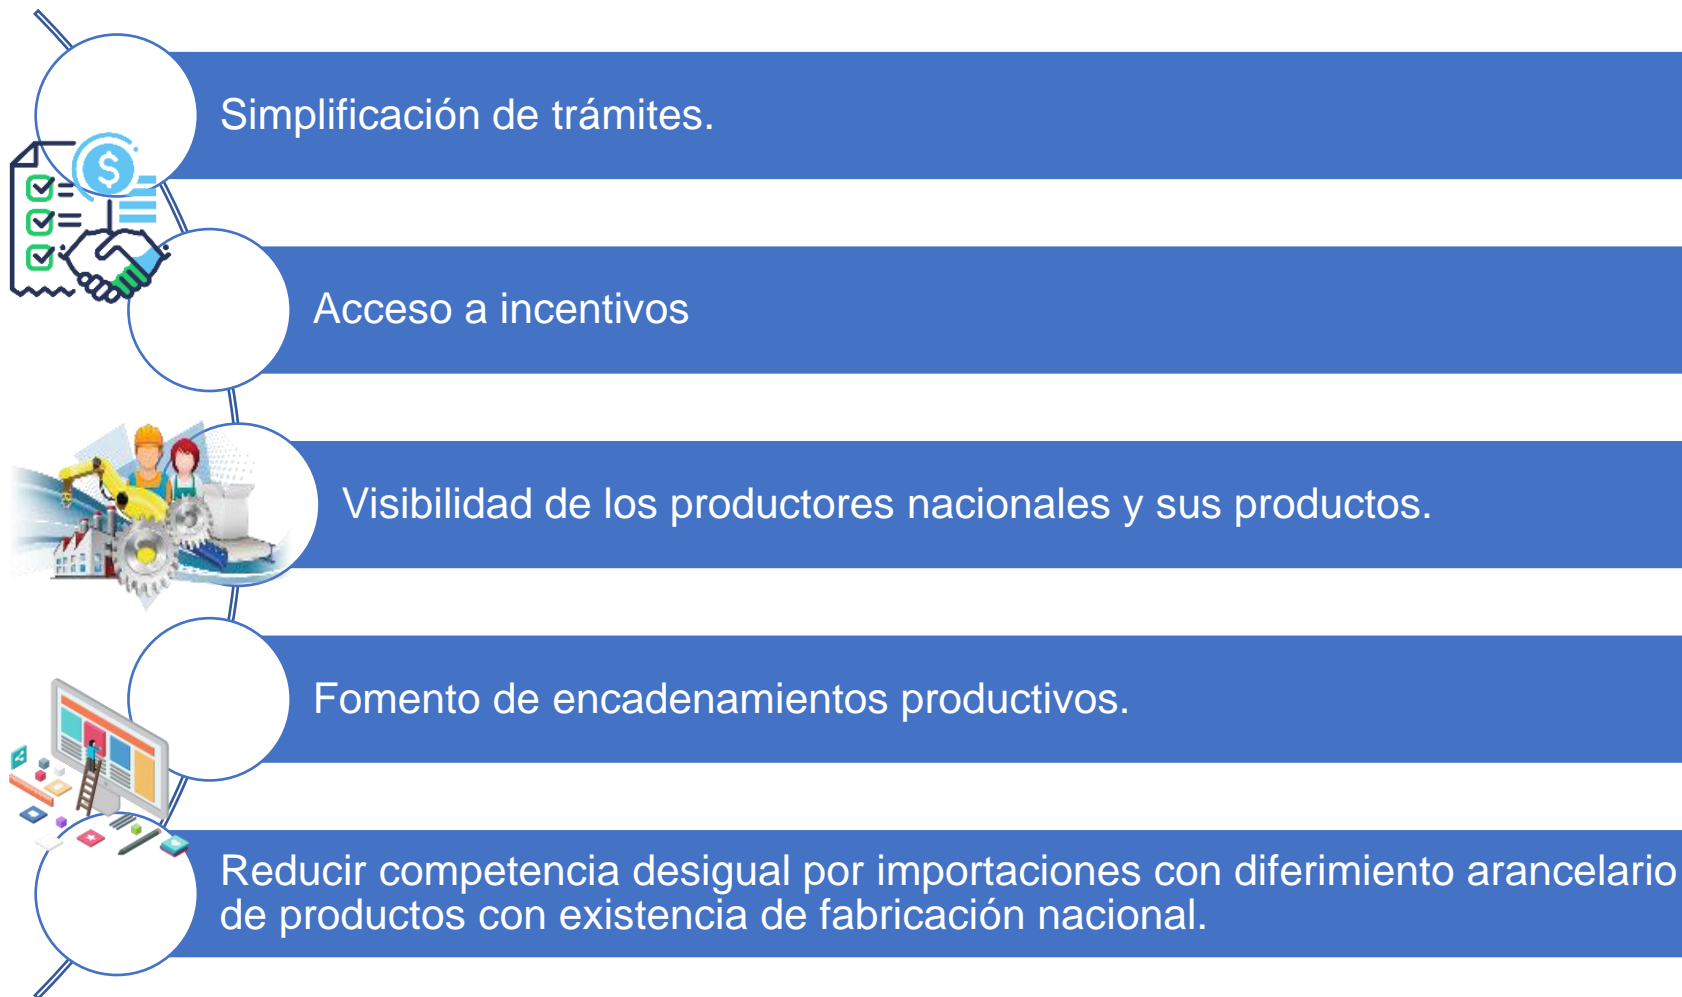 Simplificación de trámites.
Acceso a incentivos
Visibilidad de los productores nacionales y sus productos.
Fomento de encadenamientos productivos.
Reducir competencia desigual por importaciones con diferimiento arancelario
de productos con existencia de fabricación nacional.